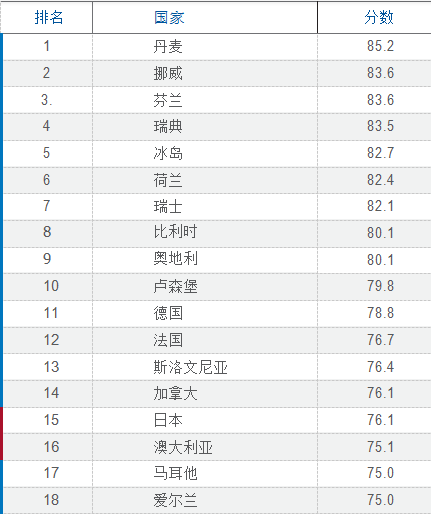 排名 国家 分数
1 丹麦 85.2
2 挪威 83.6
3. 芬兰 83.6
4 瑞典 83.5
5 冰岛 82.7
6 荷兰 82.4
7 瑞士 82.1
8 比利时 80.1
9 奥地利 80.1
10 卢森堡 79.8
11 德国 78.8
12 法国 76.7
13 斯洛文尼亚 76.4
14 加拿大 76.1
15 日本 76.1
16 澳大利亚 75.1
17 马耳他 75.0
18 爱尔兰 75.0